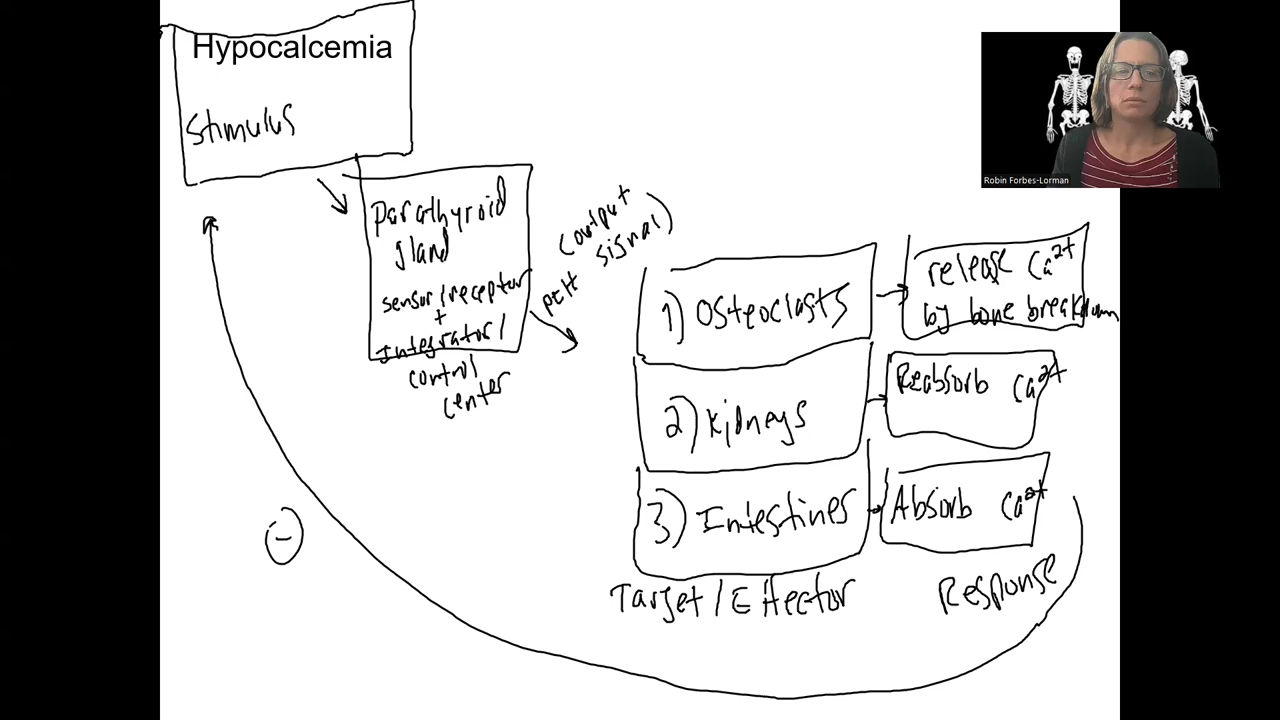 Hypocalcemia
Stimulus
Parathyroid
gland
sensor/receptor
+
Integrator/
control
center
PTH
(output
signal)
1) Osteoclasts
release Ca2+
by bone breakdown
2) Kidneys
Reabsorb Ca2+
3) Intestines
Absorb Ca2+
Target/Effector
Response
(-)
Robin Forbes-Lorman